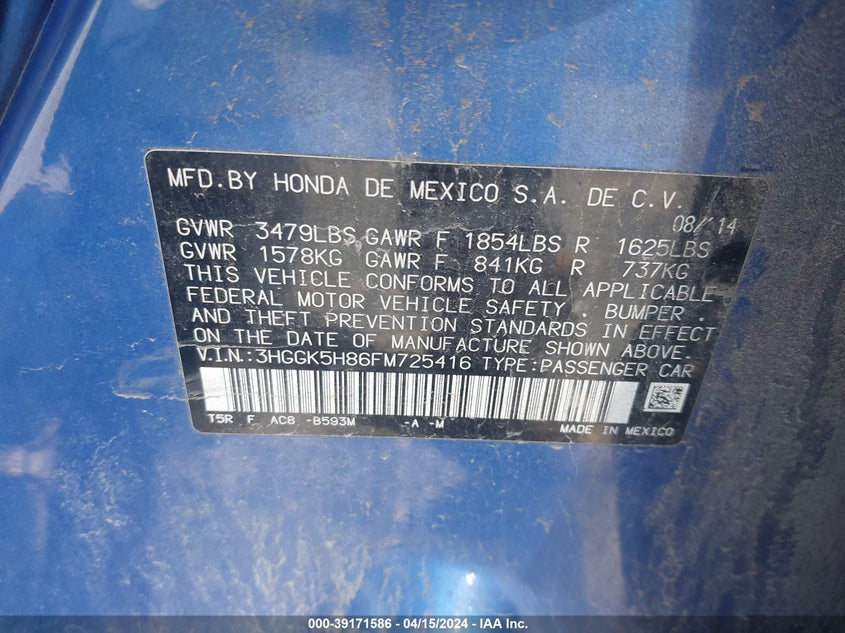 MFD.BY HONDA DE MEXICO S.A. DE C.V.
08/14
GVWR 3479LBS GAWR F 1854LBS R 1625LBS
GVWR 1578KG GAWR F 841KG R 737KG
THIS VEHICLE CONFORMS TO ALL APPLICABLE
FEDERAL MOTOR VEHICLE SAFETY . BUMPER .
AND THEFT PREVENTION STANDARDS IN EFFECT
ON THE DATE OF MANUFACTURE SHOWN ABOVE.
V.I.N.:3HGGK5H86FM725416 TYPE:PASSENGER CAR
T5R F AC8 -B593M -A -M
MADE IN MEXICO
000-39171586 - 04/15/2024 - IAA Inc.